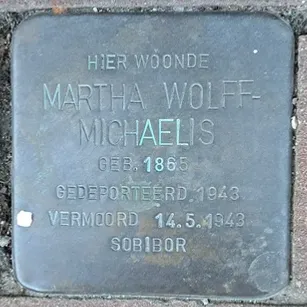 HIER WOONDE
MARTHA WOLFF-
MICHAELIS
GEB. 1865
GEDEPORTEERD 1943
VERMOORD 14.5.1943
SOBIBOR